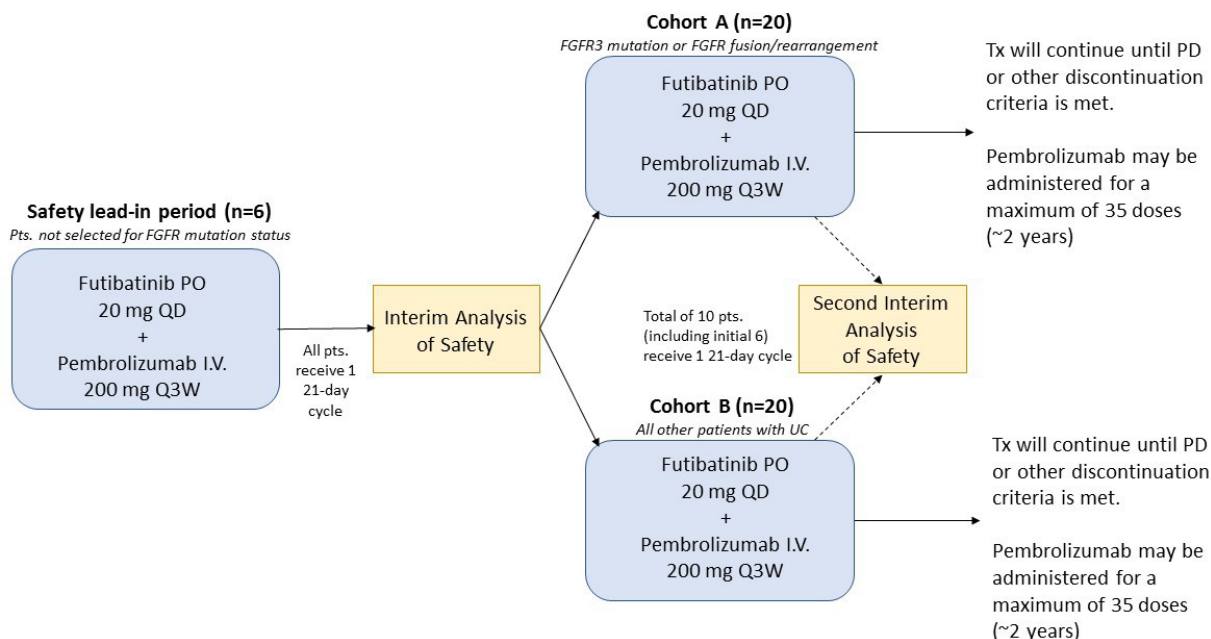 Safety lead-in period (n=6)
Pts. not selected for FGFR mutation status
Futibatinib PO
20 mg QD
+
Pembrolizumab I.V.
200 mg Q3W
All pts.
receive 1
21-day
cycle
Interim Analysis
of Safety
Cohort A (n=20)
FGFR3 mutation or FGFR fusion/rearrangement
Futibatinib PO
20 mg QD
+
Pembrolizumab I.V.
200 mg Q3W
Tx will continue until PD
or other discontinuation
criteria is met.
Pembrolizumab may be
administered for a
maximum of 35 doses
(~2 years)
Total of 10 pts.
(including initial 6)
receive 1 21-day cycle
Second Interim
Analysis
of Safety
Cohort B (n=20)
All other patients with UC
Futibatinib PO
20 mg QD
+
Pembrolizumab I.V.
200 mg Q3W
Tx will continue until PD
or other discontinuation
criteria is met.
Pembrolizumab may be
administered for a
maximum of 35 doses
(~2 years)